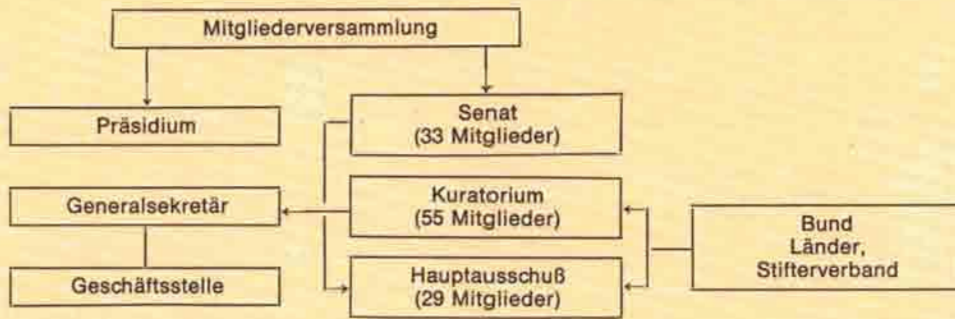 Mitgliederversammlung
Präsidium
Senat
(33 Mitglieder)
Generalsekretär
Kuratorium
(55 Mitglieder)
Bund
Länder,
Stifterverband
Geschäftsstelle
Hauptausschuß
(29 Mitglieder)